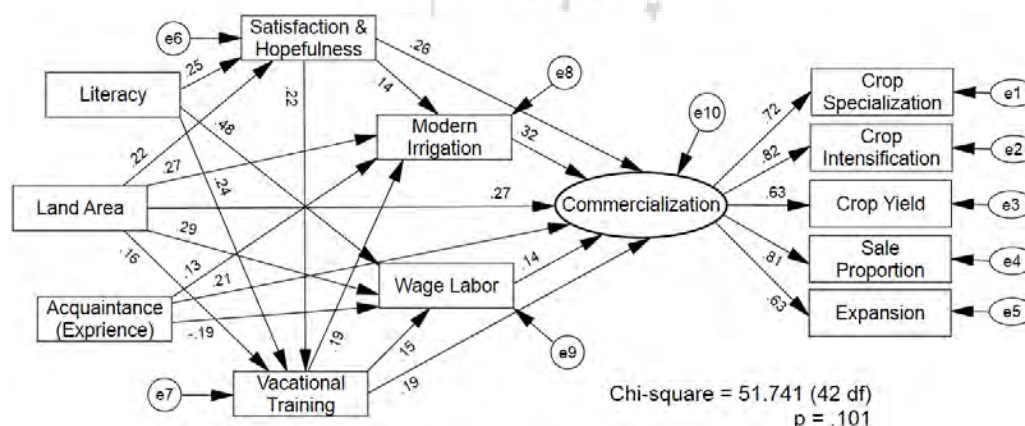 Satisfaction &
Hopefulness
e6
.26
e8
.25
Literacy
.14
.22
Modern
Irrigation
.32
e10
Crop
Specialization
e1
.72
.48
.22
.27
Crop
Intensification
e2
.82
.24
Land Area
.27
Commercialization
.63
Crop Yield
e3
.16
.29
.13
.21
Wage Labor
.14
.81
Sale
Proportion
e4
Acquaintance
(Exprience)
-.19
.63
Expansion
e5
.19
.15
e9
e7
Vacational
Training
.19
Chi-square = 51.741 (42 df)
p = .101